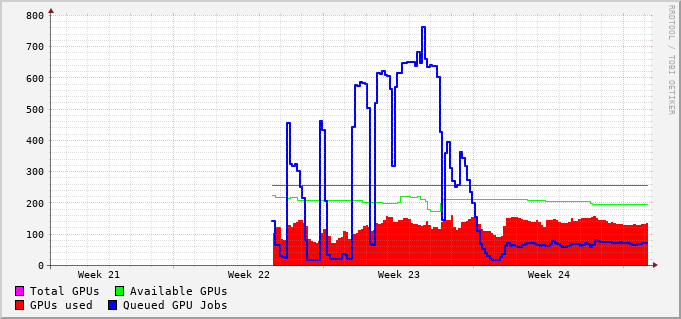 RRDTOOL / TOBI OETIKER
800
700
600
500
400
300
200
100
0
Week 21 Week 22 Week 23 Week 24
Total GPUs Available GPUs
GPUs used Queued GPU Jobs